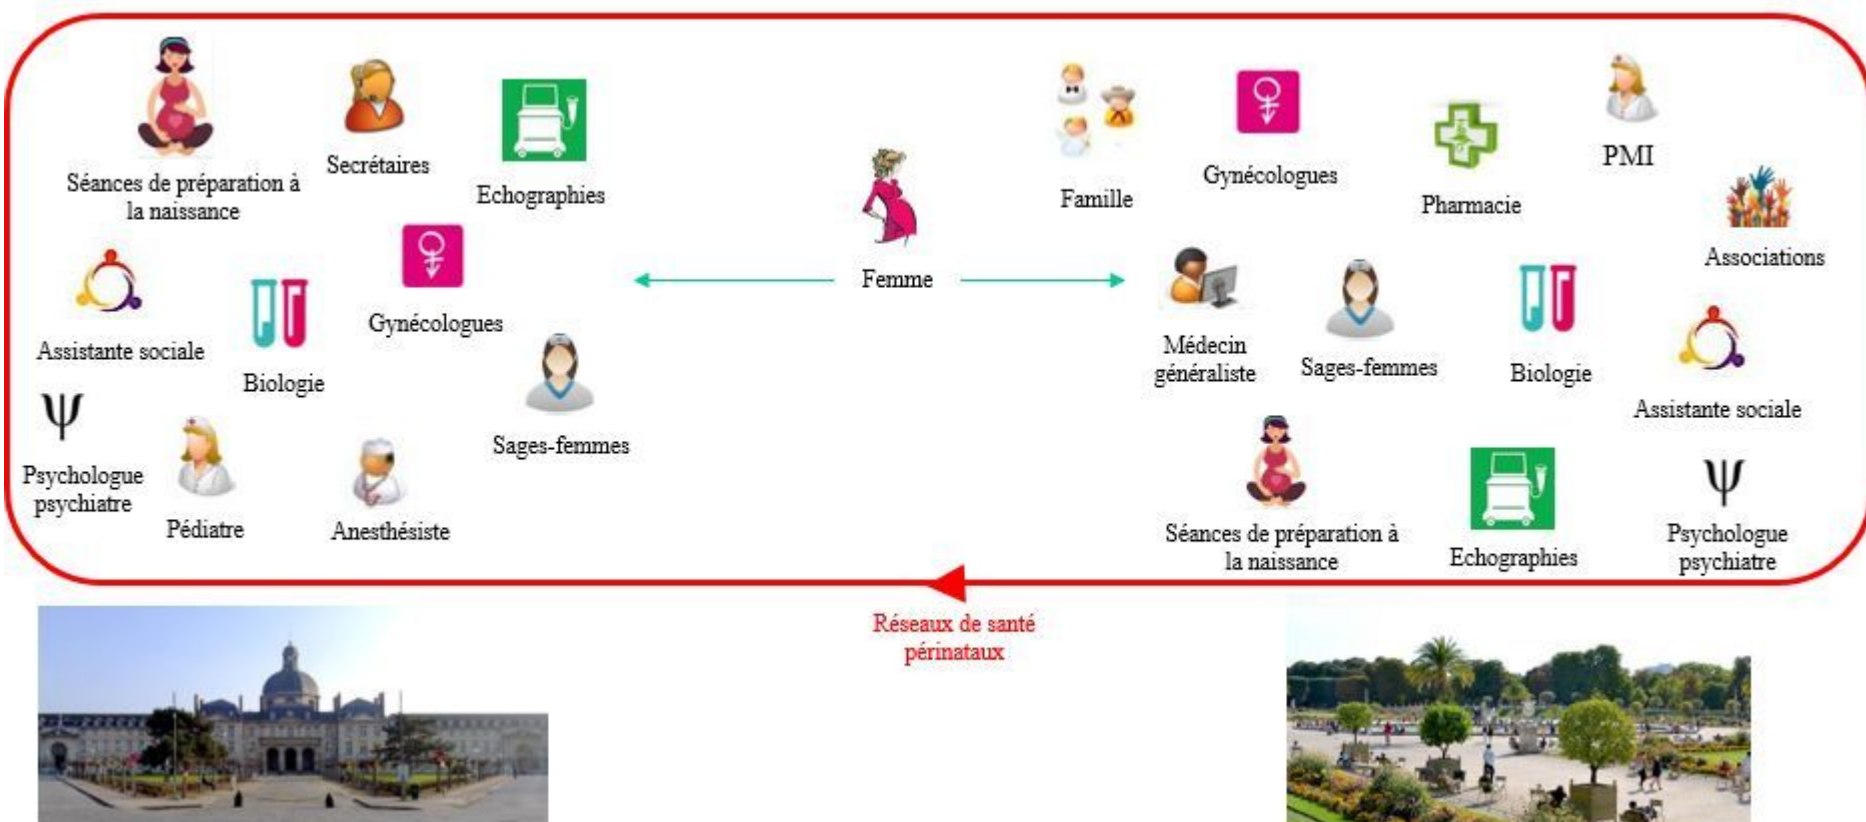 Séances de préparation à
la naissance
Secrétaires
Echographies
Assistante sociale
Biologie
Gynécologues
Sages-femmes
Ψ
Psychologue
psychiatre
Pédiatre
Anesthésiste
Femme
Famille
Gynécologues
Pharmacie
PMI
Associations
Médecin
généraliste
Sages-femmes
Biologie
Assistante sociale
Séances de préparation à
la naissance
Echographies
Ψ
Psychologue
psychiatre
Réseaux de santé
périnataux